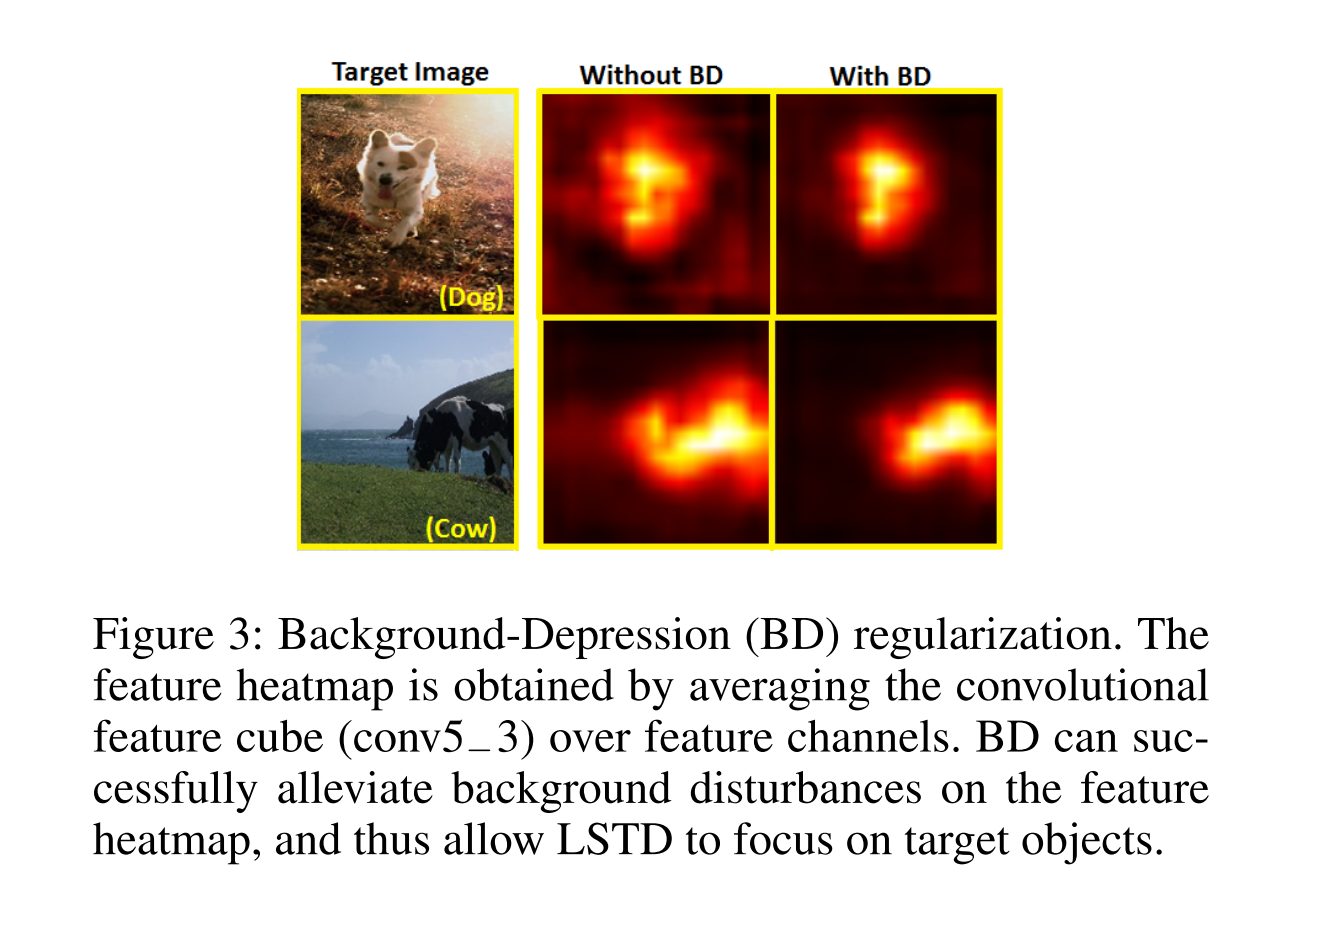 Target Image
Without BD
With BD
(Dog)
(Cow)
Figure 3: Background-Depression (BD) regularization. The
feature heatmap is obtained by averaging the convolutional
feature cube (conv5_3) over feature channels. BD can suc-
cessfully alleviate background disturbances on the feature
heatmap, and thus allow LSTD to focus on target objects.